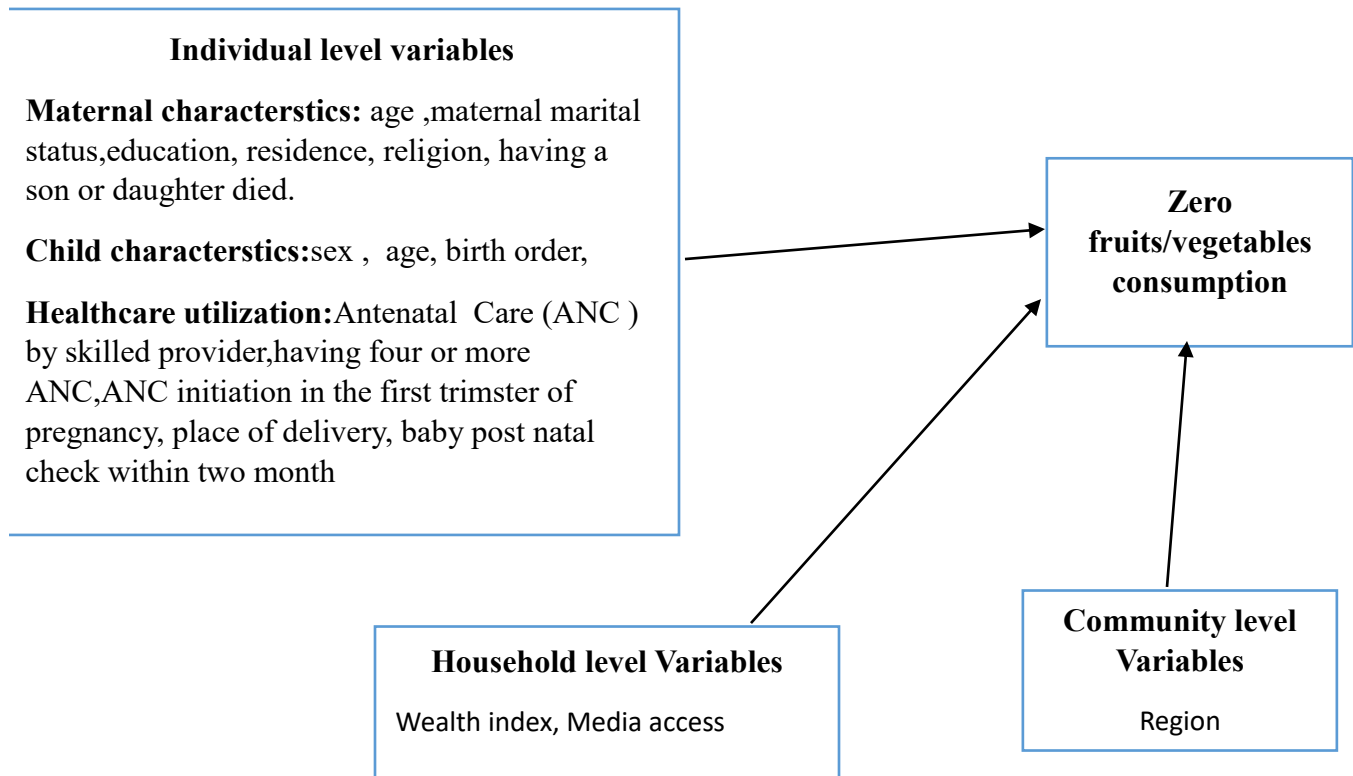 Individual level variables
Maternal characterstics: age ,maternal marital
status,education, residence, religion, having a
son or daughter died.
Child characterstics:sex , age, birth order,
Healthcare utilization:Antenatal Care (ANC )
by skilled provider,having four or more
ANC,ANC initiation in the first trimster of
pregnancy, place of delivery, baby post natal
check within two month
Zero
fruits/vegetables
consumption
Household level Variables
Wealth index, Media access
Community level
Variables
Region